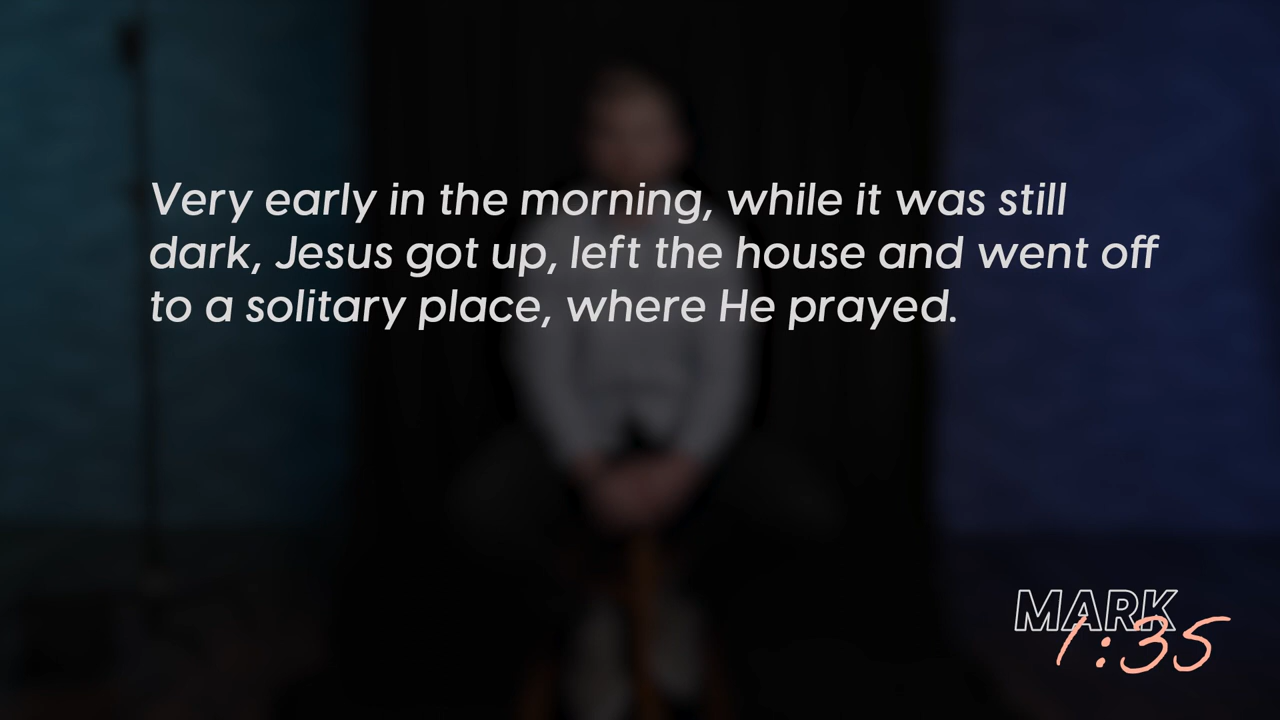 Very early in the morning, while it was still
dark, Jesus got up, left the house and went off
to a solitary place, where He prayed.
MARK
1:35